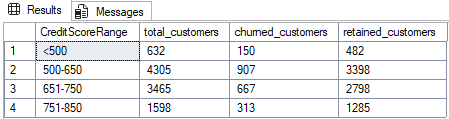 Results Messages
CreditScoreRange total_customers churned_customers retained_customers
1 <500 632 150 482
2 500-650 4305 907 3398
3 651-750 3465 667 2798
4 751-850 1598 313 1285